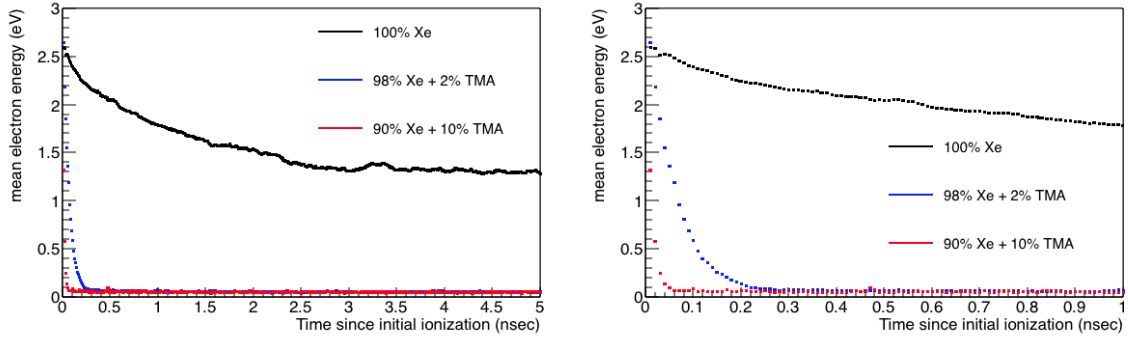 mean electron energy (eV)
3
2.5
2
1.5
1
0.5
0
100% Xe
98% Xe + 2% TMA
90% Xe + 10% TMA
0 0.5 1 1.5 2 2.5 3 3.5 4 4.5 5
Time since initial ionization (nsec)
mean electron energy (eV)
3
2.5
2
1.5
1
0.5
0
100% Xe
98% Xe + 2% TMA
90% Xe + 10% TMA
0 0.1 0.2 0.3 0.4 0.5 0.6 0.7 0.8 0.9 1
Time since initial ionization (nsec)